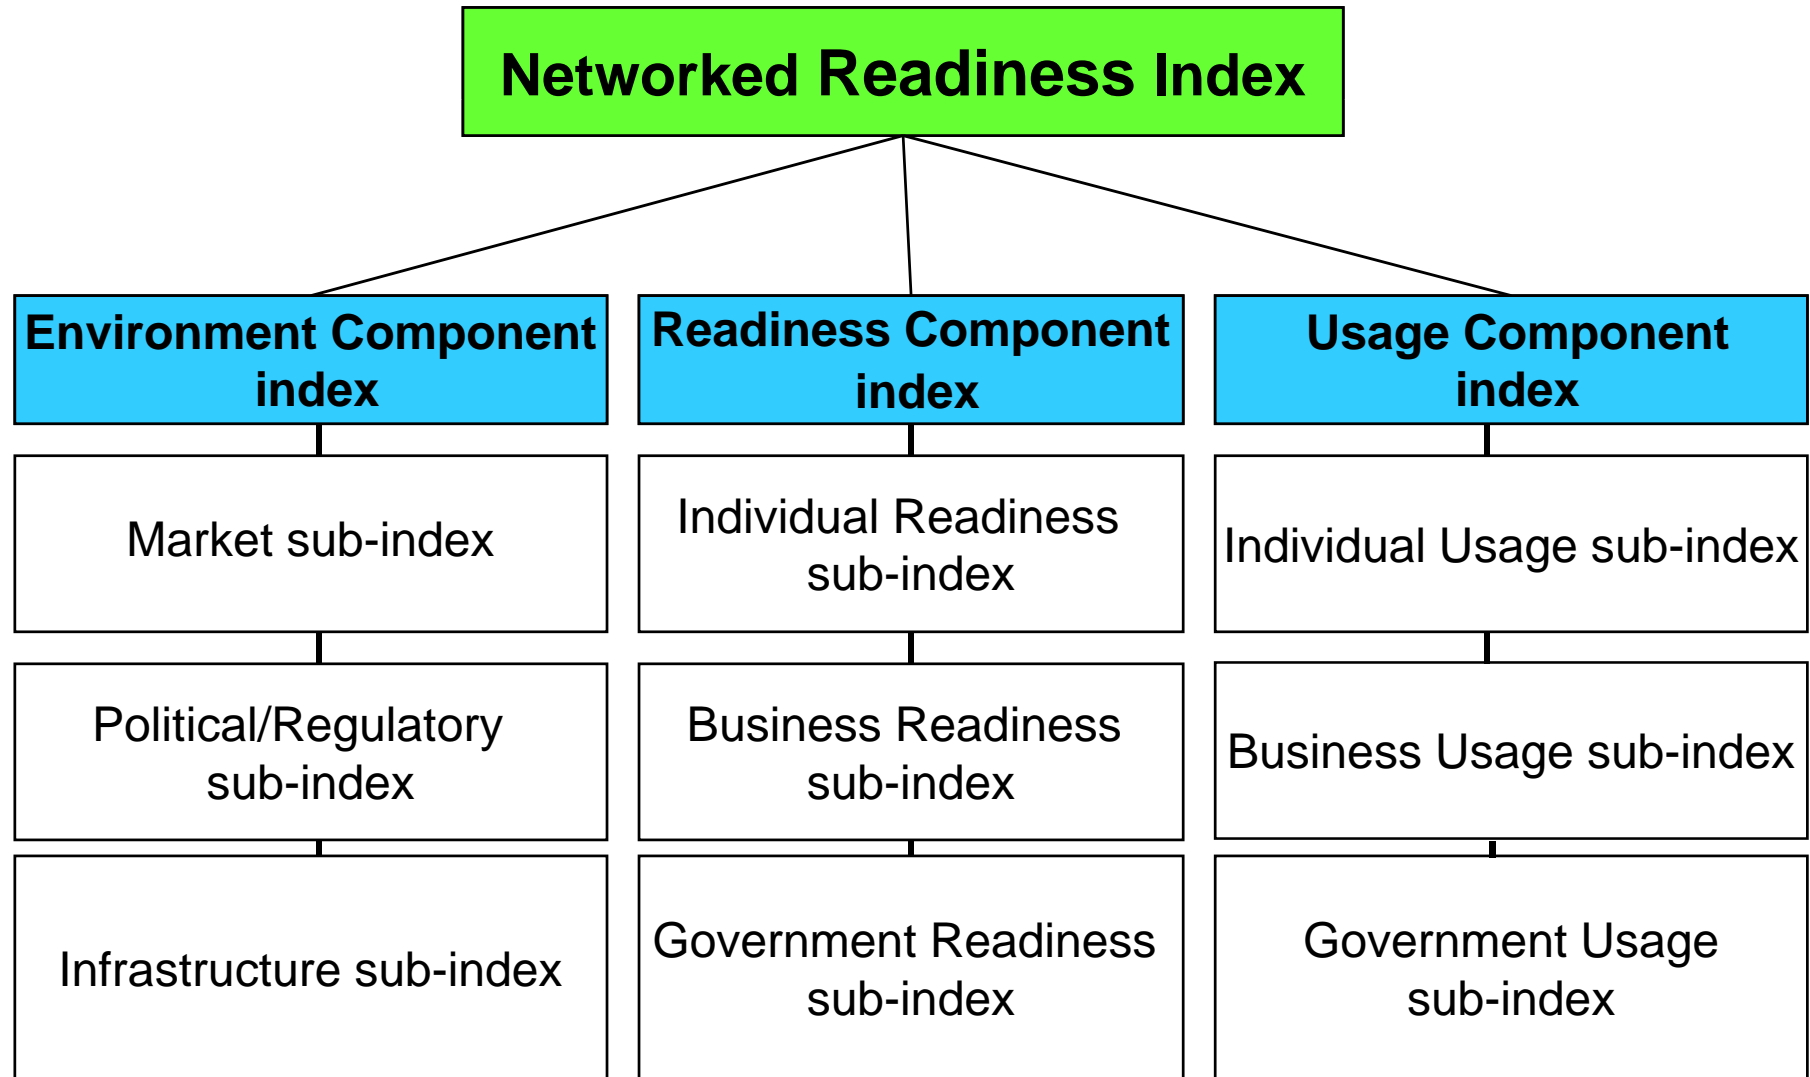 Networked Readiness Index
Environment Component
index
Readiness Component
index
Usage Component
index
Market sub-index
Individual Readiness
sub-index
Individual Usage sub-index
Political/Regulatory
sub-index
Business Readiness
sub-index
Business Usage sub-index
Infrastructure sub-index
Government Readiness
sub-index
Government Usage
sub-index